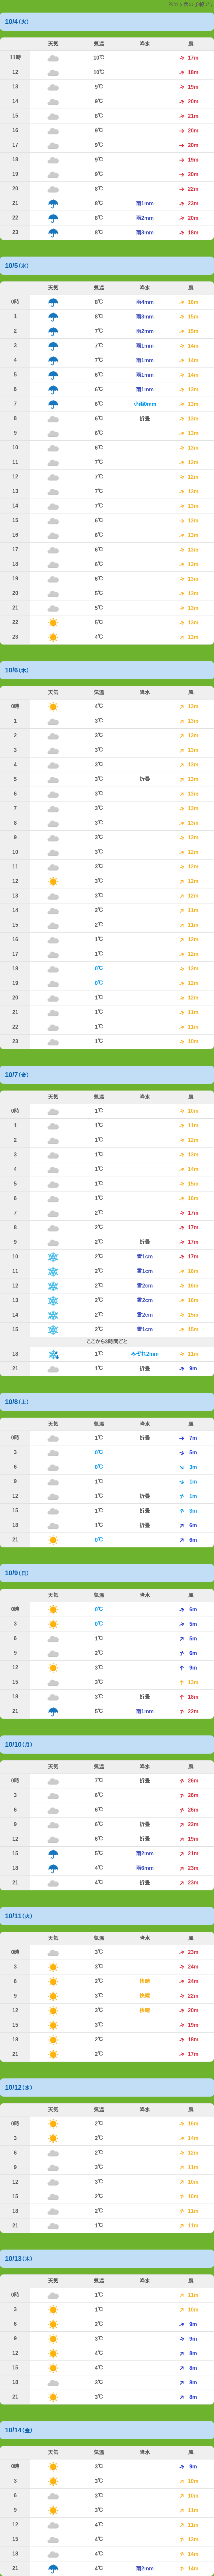 10/4(火)
天気 気温 降水 風
11時 10℃ 17m
12 10℃ 18m
13 9℃ 19m
14 9℃ 20m
15 8℃ 21m
16 9℃ 20m
17 9℃ 20m
18 9℃ 19m
19 9℃ 20m
20 8℃ 22m
21 8℃ 雨1mm 23m
22 8℃ 雨2mm 20m
23 8℃ 雨3mm 18m
10/5(水)
天気 気温 降水 風
0時 8℃ 雨4mm 16m
1 8℃ 雨3mm 15m
2 7℃ 雨2mm 15m
3 7℃ 雨1mm 14m
4 7℃ 雨1mm 14m
5 6℃ 雨1mm 14m
6 6℃ 雨1mm 13m
7 6℃ 小雨0mm 13m
8 6℃ 折畳 13m
9 6℃ 13m
10 6℃ 13m
11 7℃ 12m
12 7℃ 12m
13 7℃ 13m
14 7℃ 13m
15 6℃ 13m
16 6℃ 13m
17 6℃ 13m
18 6℃ 13m
19 6℃ 13m
20 5℃ 13m
21 5℃ 13m
22 5℃ 13m
23 4℃ 13m
10/6(木)
天気 気温 降水 風
0時 4℃ 13m
1 3℃ 13m
2 3℃ 13m
3 3℃ 13m
4 3℃ 13m
5 3℃ 折畳 13m
6 3℃ 13m
7 3℃ 13m
8 3℃ 13m
9 3℃ 13m
10 3℃ 12m
11 3℃ 12m
12 3℃ 12m
13 3℃ 12m
14 2℃ 11m
15 2℃ 11m
16 1℃ 12m
17 1℃ 12m
18 0℃ 13m
19 0℃ 12m
20 1℃ 12m
21 1℃ 11m
22 1℃ 11m
23 1℃ 10m
10/7(金)
天気 気温 降水 風
0時 1℃ 10m
1 1℃ 11m
2 1℃ 12m
3 1℃ 13m
4 1℃ 14m
5 1℃ 15m
6 1℃ 16m
7 2℃ 17m
8 2℃ 17m
9 2℃ 折畳 17m
10 2℃ 雪1cm 17m
11 2℃ 雪1cm 16m
12 2℃ 雪2cm 16m
13 2℃ 雪2cm 16m
14 2℃ 雪2cm 15m
15 2℃ 雪1cm 15m
ここから3時間ごと
18 1℃ みぞれ2mm 11m
21 1℃ 折畳 9m
10/8(土)
天気 気温 降水 風
0時 1℃ 折畳 7m
3 0℃ 5m
6 0℃ 3m
9 1℃ 1m
12 1℃ 折畳 1m
15 1℃ 折畳 3m
18 1℃ 折畳 6m
21 0℃ 6m
10/9(日)
天気 気温 降水 風
0時 0℃ 6m
3 0℃ 5m
6 1℃ 5m
9 2℃ 6m
12 3℃ 9m
15 3℃ 13m
18 3℃ 折畳 18m
21 5℃ 雨1mm 22m
10/10(月)
天気 気温 降水 風
0時 7℃ 折畳 26m
3 6℃ 26m
6 6℃ 26m
9 6℃ 折畳 22m
12 6℃ 折畳 19m
15 5℃ 雨2mm 21m
18 4℃ 雨6mm 23m
21 4℃ 折畳 23m
10/11(火)
天気 気温 降水 風
0時 3℃ 23m
3 3℃ 24m
6 2℃ 快晴 24m
9 3℃ 快晴 22m
12 3℃ 快晴 20m
15 3℃ 19m
18 2℃ 18m
21 2℃ 17m
10/12(水)
天気 気温 降水 風
0時 2℃ 16m
3 2℃ 14m
6 2℃ 12m
9 3℃ 11m
12 3℃ 10m
15 2℃ 10m
18 2℃ 11m
21 1℃ 11m
10/13(木)
天気 気温 降水 風
0時 1℃ 11m
3 1℃ 10m
6 2℃ 9m
9 3℃ 9m
12 4℃ 8m
15 4℃ 8m
18 3℃ 8m
21 3℃ 8m
10/14(金)
天気 気温 降水 風
0時 3℃ 9m
3 3℃ 10m
6 3℃ 10m
9 3℃ 11m
12 4℃ 11m
15 4℃ 13m
18 4℃ 14m
21 4℃ 雨2mm 14m